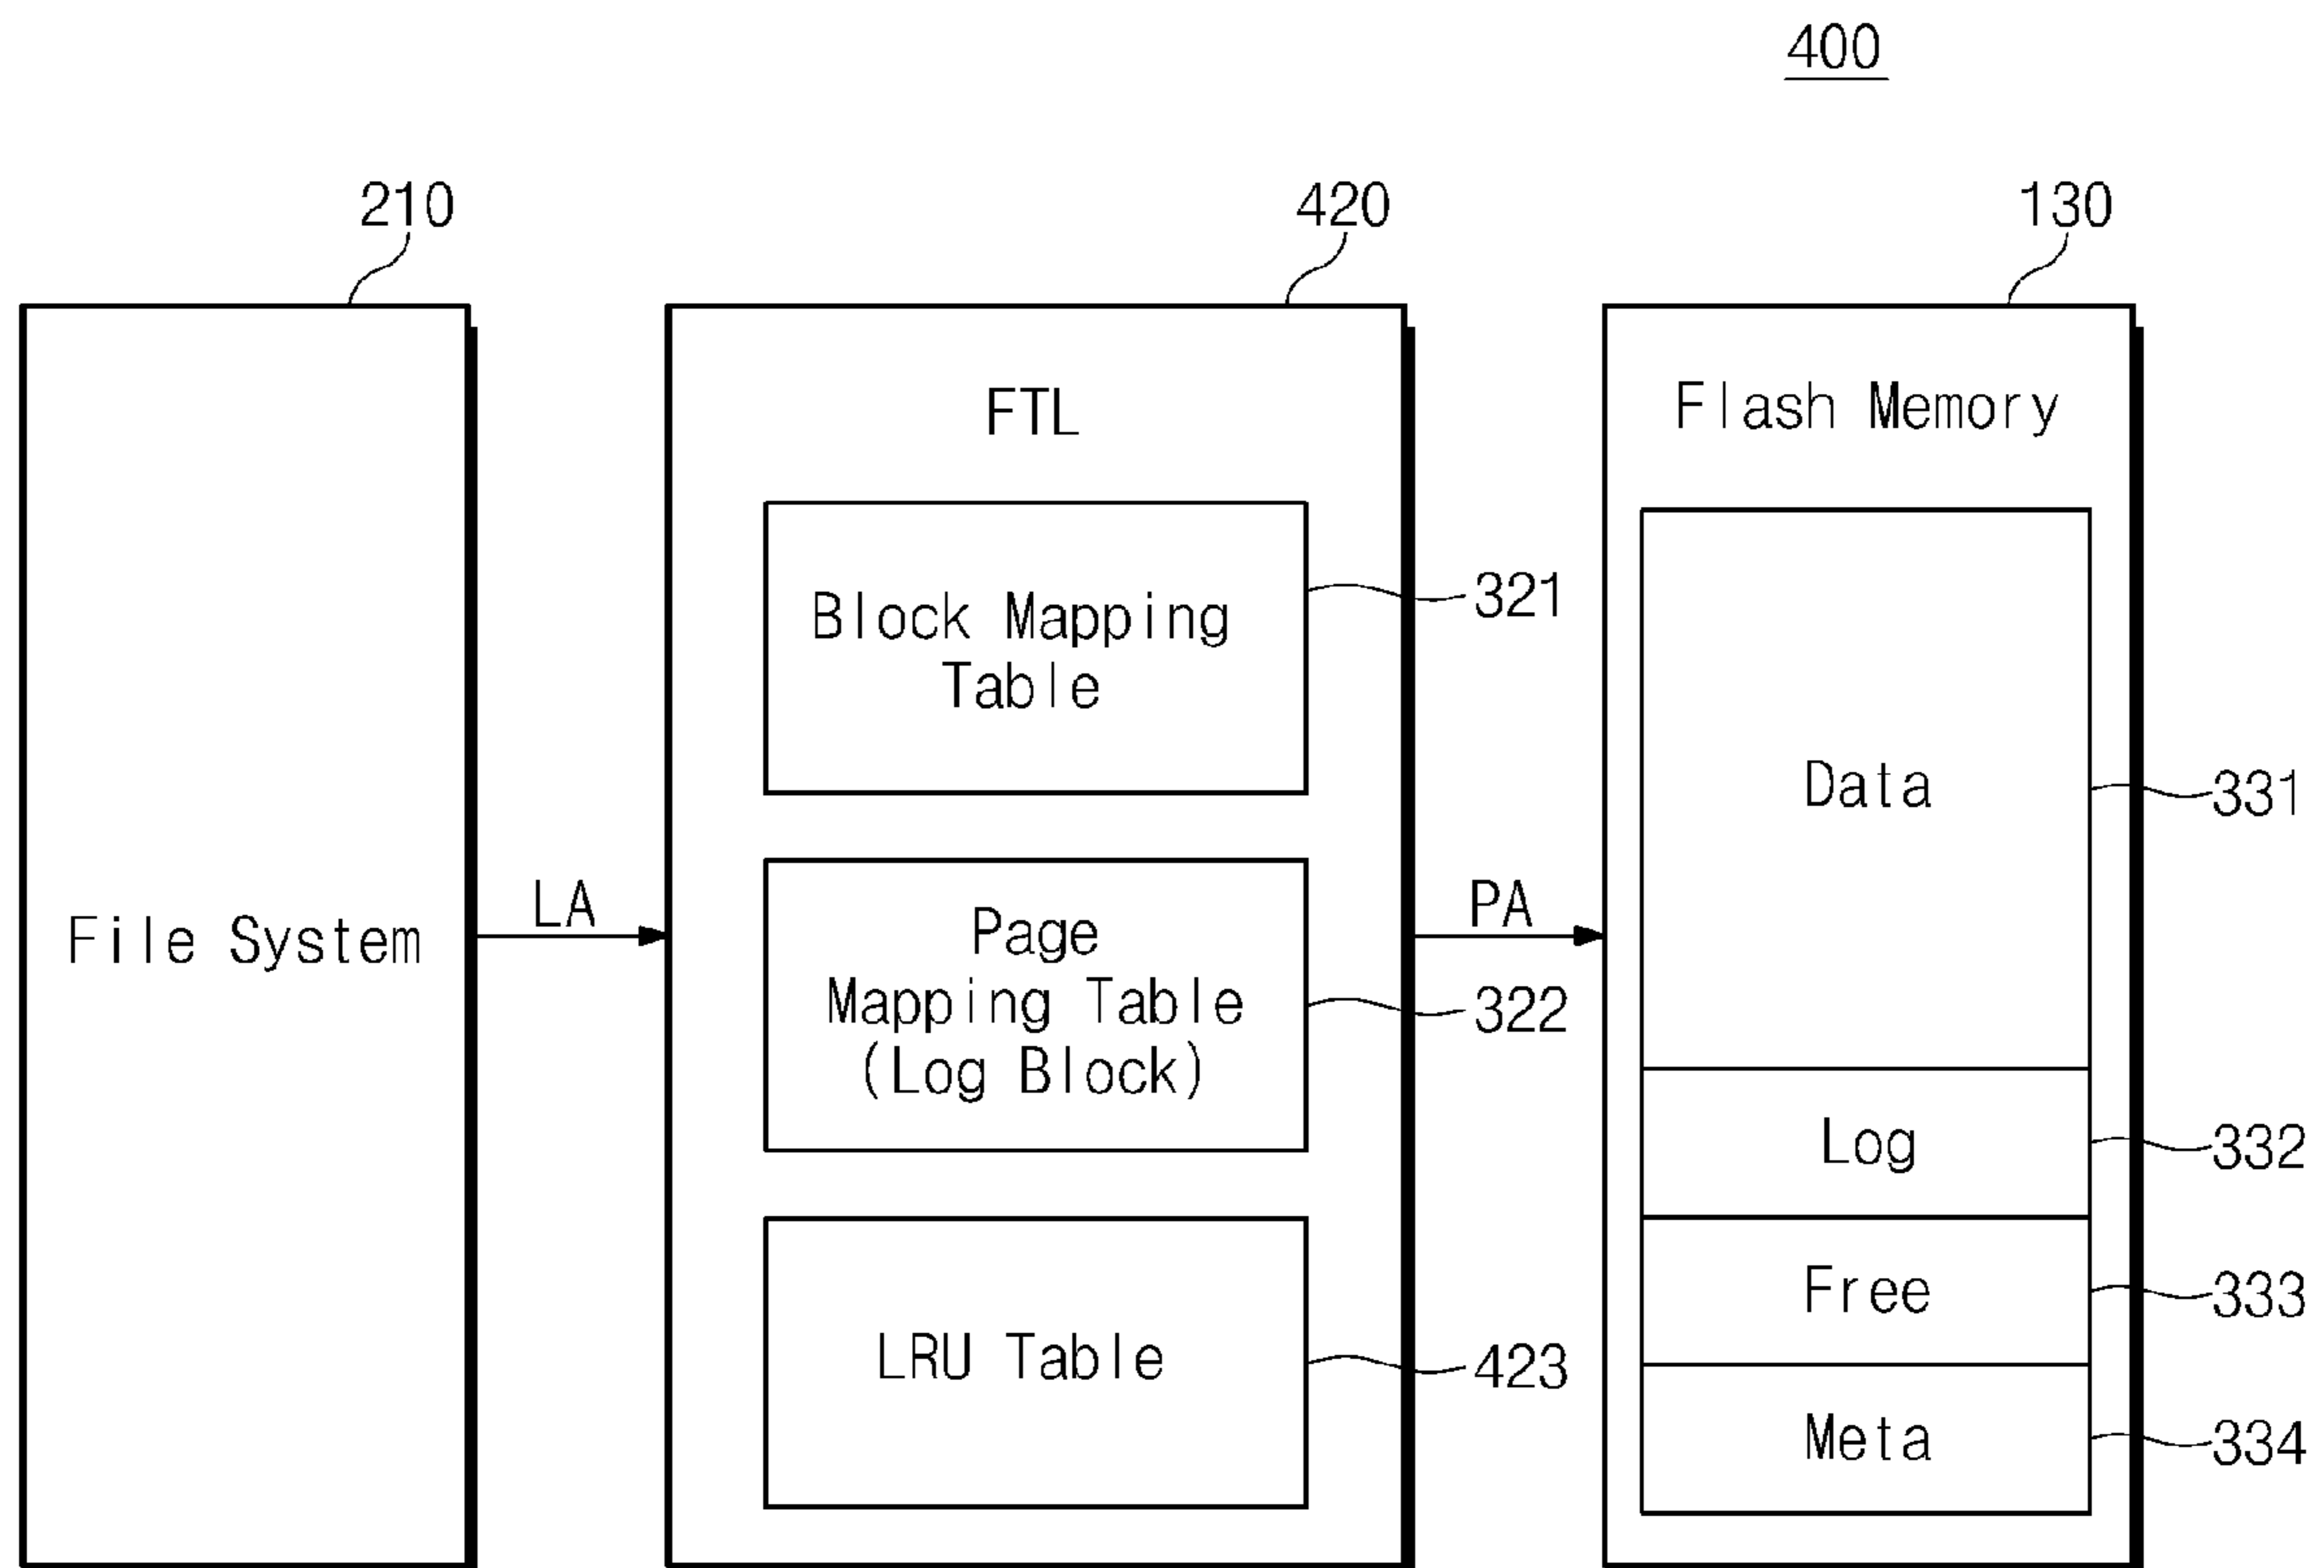 400
210
420
130
FTL
Flash Memory
Block Mapping
Table
321
Data
331
File System
LA
Page
Mapping Table
(Log Block)
322
PA
Log
332
LRU Table
423
Free
333
Meta
334